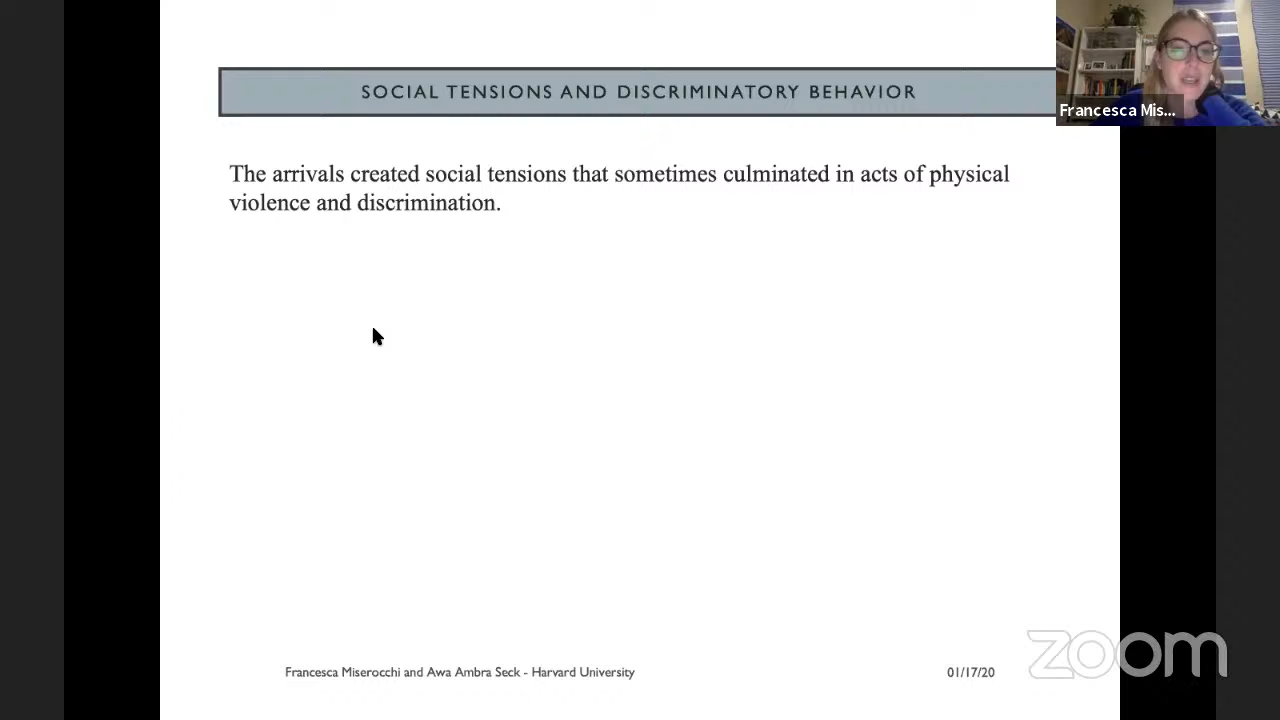 SOCIAL TENSIONS AND DISCRIMINATORY BEHAVIOR
Francesca Mis...
The arrivals created social tensions that sometimes culminated in acts of physical
violence and discrimination.
Francesca Miserocchi and Awa Ambra Seck - Harvard University
01/17/20
zoom